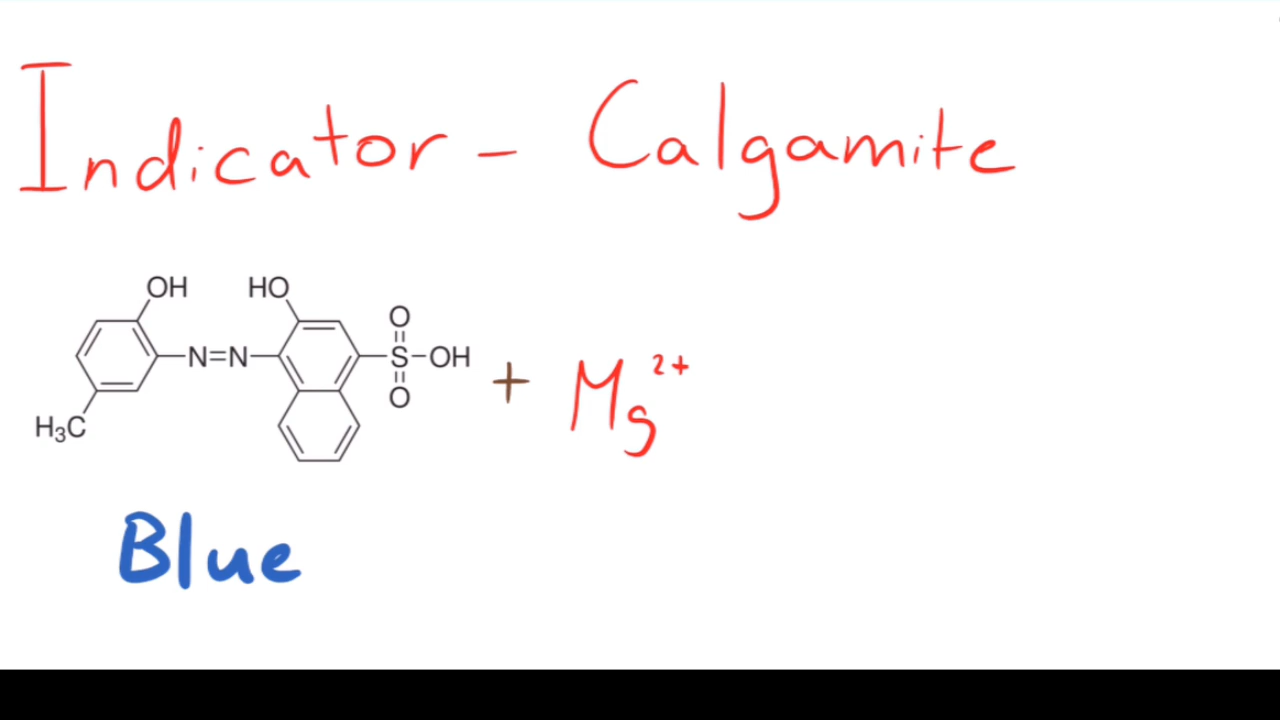 Indicator - Calgamite
OH HO
O
N=N S-OH + Mg²⁺
O
H₃C
Blue